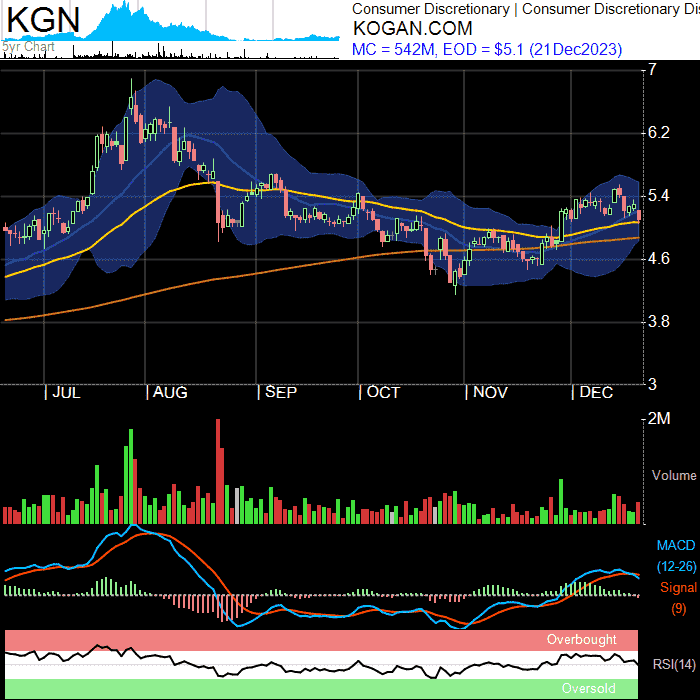 KGN
5yr Chart
Consumer Discretionary | Consumer Discretionary Dis
KOGAN.COM
MC = 542M, EOD = $5.1 (21Dec2023)
7
6.2
5.4
4.6
3.8
3
| JUL | AUG | SEP | OCT | NOV | DEC
2M
Volume
MACD
(12-26)
Signal
(9)
Overbought
RSI(14)
Oversold